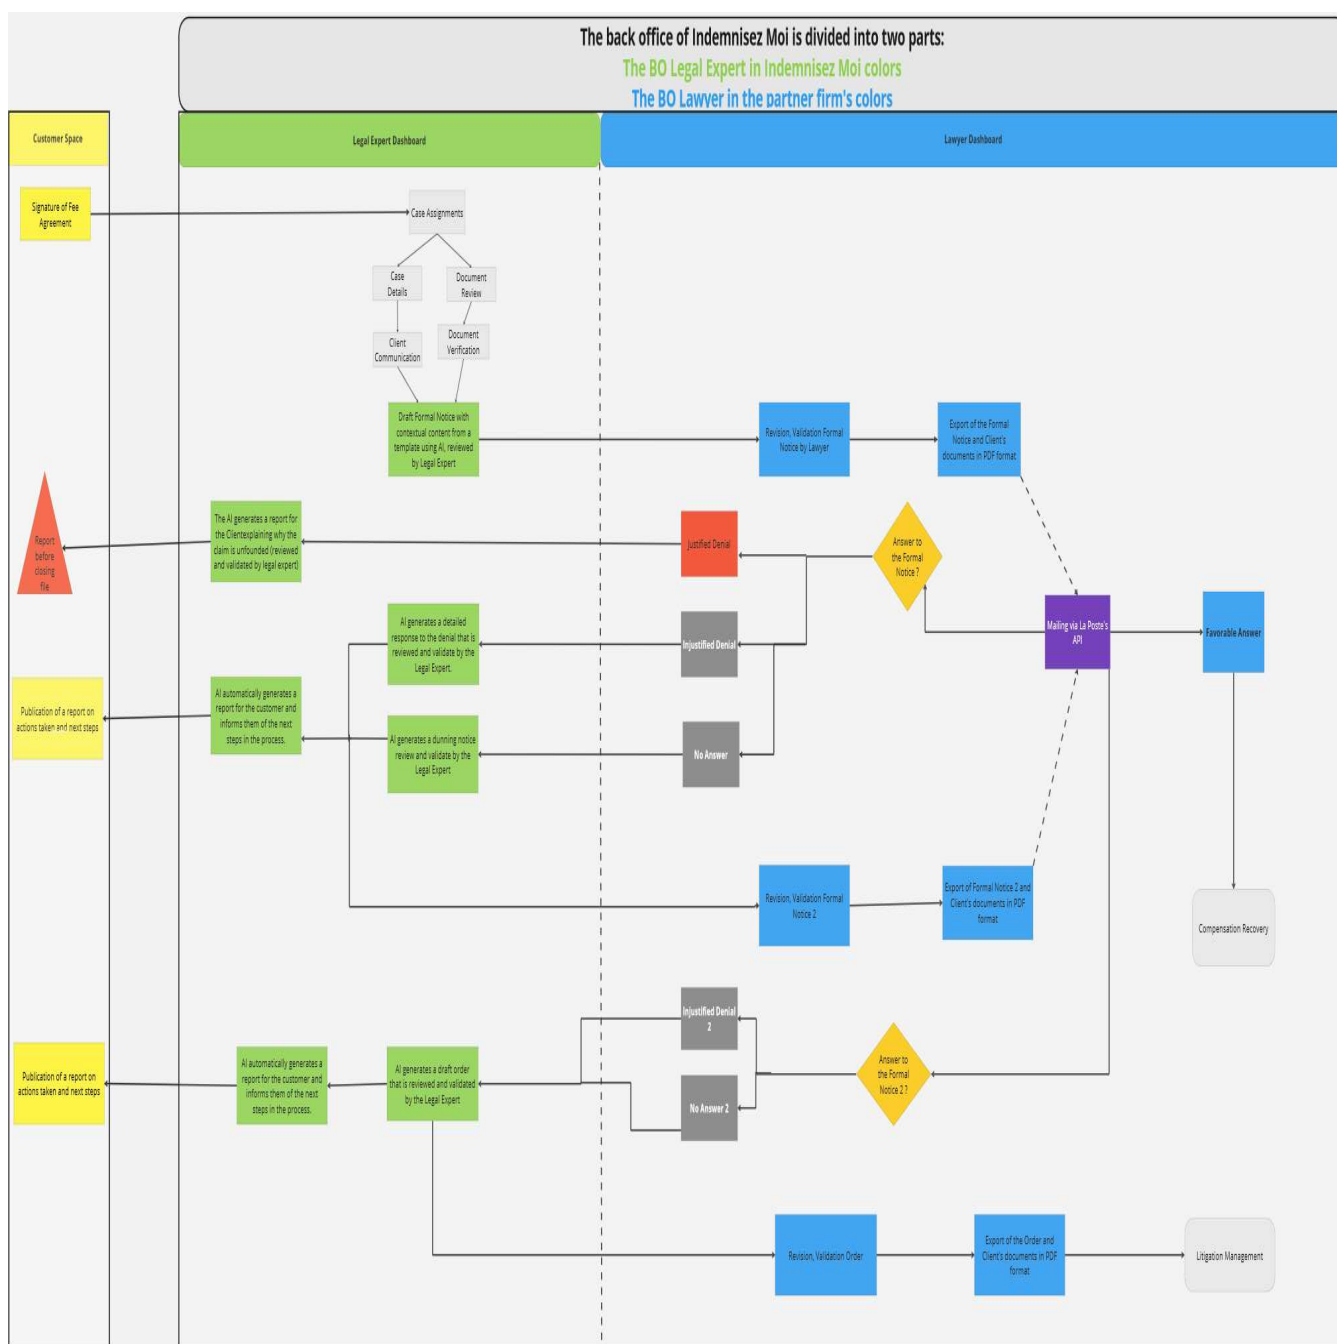 The back office of Indemnisez Moi is divided into two parts:
The BO Legal Expert in Indemnisez Moi colors
The BO Lawyer in the partner firm's colors
Customer Space
Legal Expert Dashboard
Lawyer Dashboard
Signature of Fee
Agreement
Case Assignments
Case
Details
Document
Review
Client
Communication
Document
Verification
Draft Formal Notice with
contextual content from a
template using AI, reviewed
by Legal Expert
Revision, Validation Formal
Notice by Lawyer
Export of the Formal
Notice and Client's
documents in PDF format
Report
before
closing
file
The AI generates a report for
the Clientexplaining why the
claim is unfounded (reviewed
and validated by legal expert)
Justified Denial
Answer to
the Formal
Notice ?
AI generates a detailed
response to the denial that is
reviewed and validate by the
Legal Expert.
Injustified Denial
Mailing via La Poste's
API
Favorable Answer
Publication of a report on
actions taken and next steps
AI automatically generates a
report for the customer and
informs them of the next
steps in the process.
AI generates a dunning notice
review and validate by the
Legal Expert
No Answer
Revision, Validation Formal
Notice 2
Export of Formal Notice 2 and
Client's documents in PDF
format
Compensation Recovery
Injustified Denial
2
Publication of a report on
actions taken and next steps
AI automatically generates a
report for the customer and
informs them of the next
steps in the process.
AI generates a draft order
that is reviewed and validated
by the Legal Expert
No Answer 2
Answer to
the Formal
Notice 2 ?
Revision, Validation Order
Export of the Order and
Client's documents in PDF
format
Litigation Management